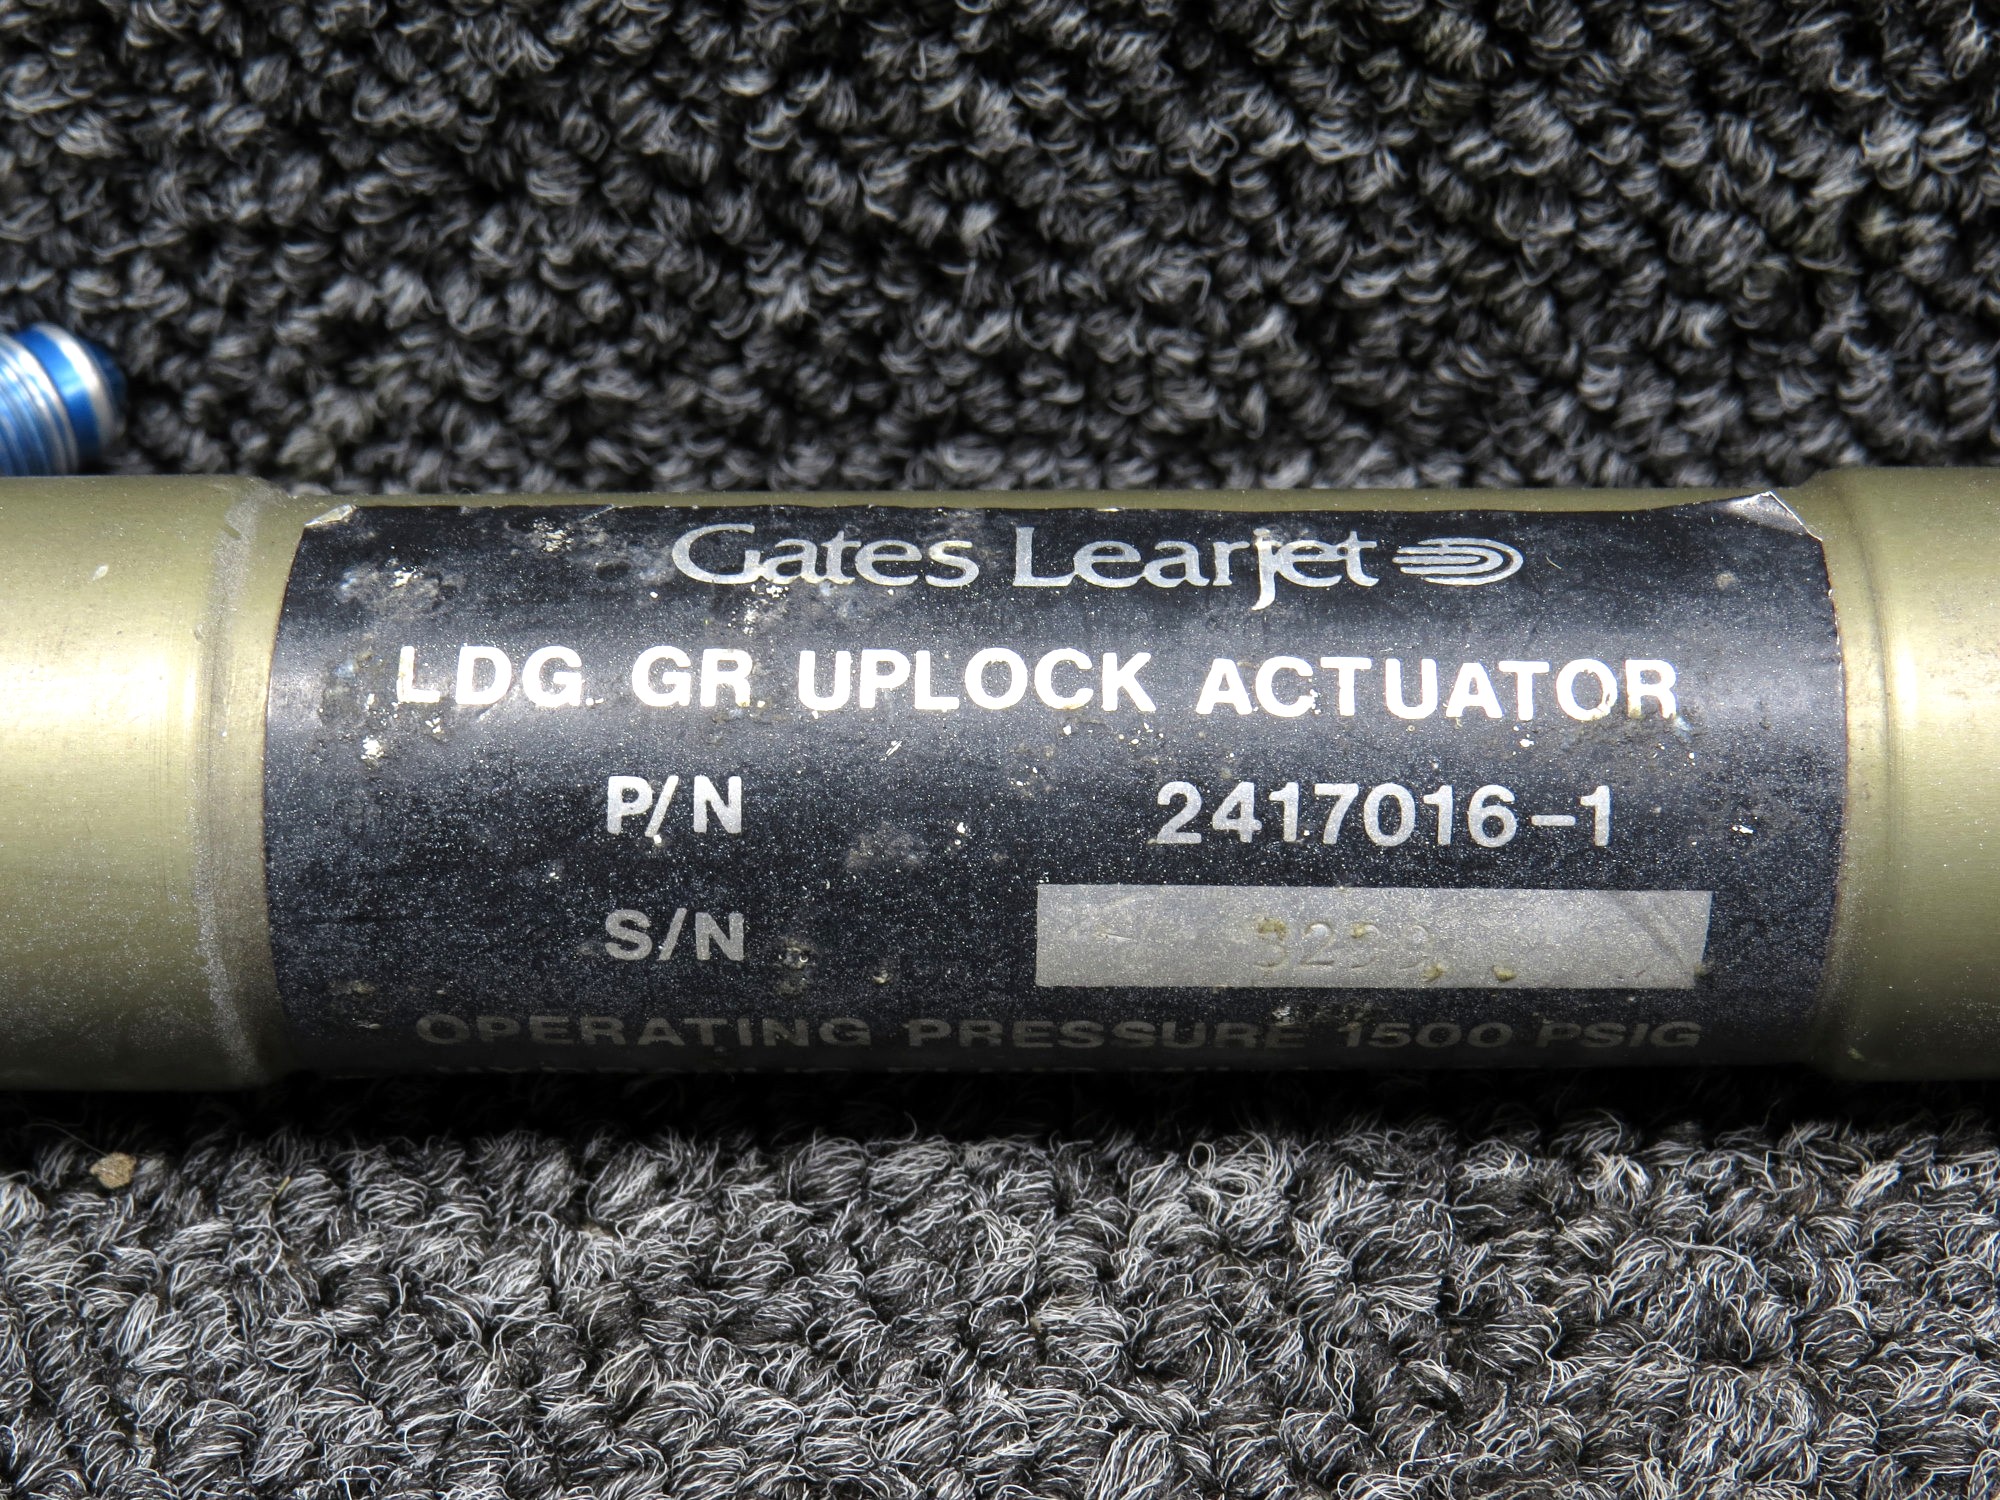 Gates Learjet
LDG GR UPLOCK ACTUATOR
P/N 2417016-1
S/N
OPERATING PRESSURE 1500 PSIG